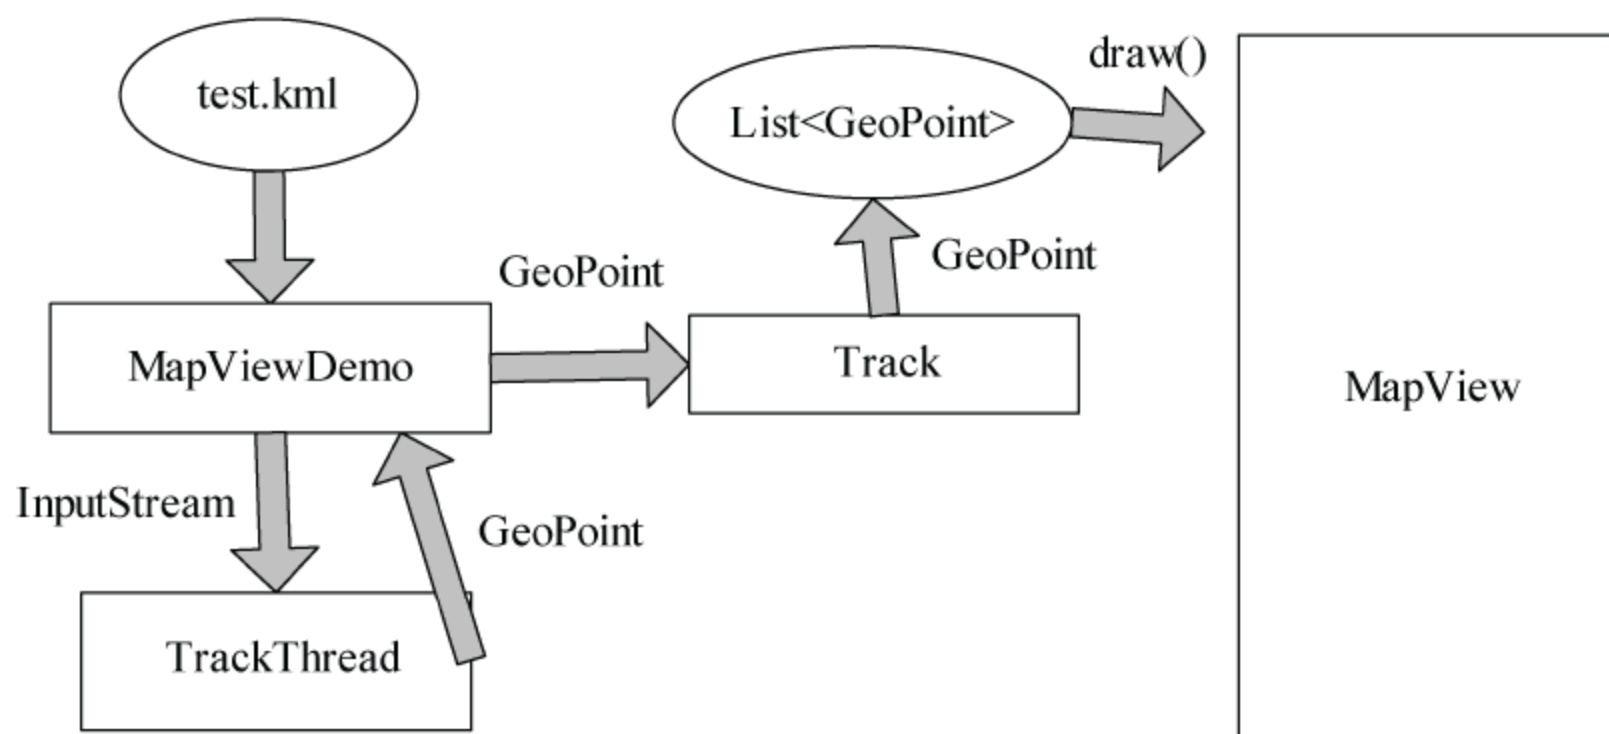 test.kml
List<GeoPoint>
draw()
GeoPoint
GeoPoint
MapViewDemo
Track
MapView
InputStream
GeoPoint
TrackThread